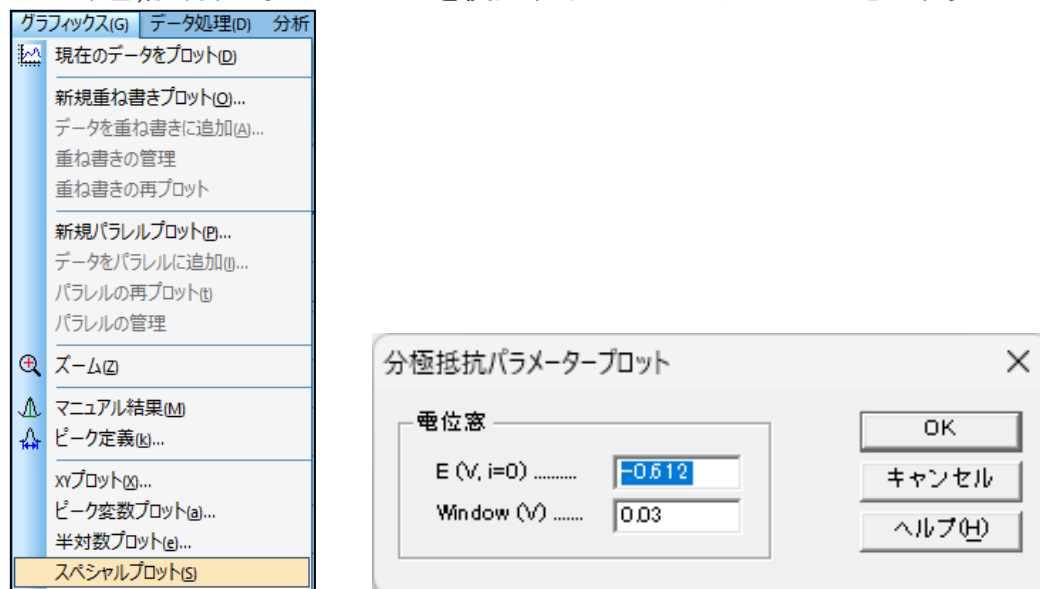 グラフィックス(G) データ処理(D) 分析
現在のデータをプロット(D)
新規重ね書きプロット(O)...
データを重ね書きに追加(A)...
重ね書きの管理
重ね書きの再プロット
新規パラレルプロット(P)...
データをパラレルに追加(I)...
パラレルの再プロット(t)
パラレルの管理
ズーム(Z)
マニュアル結果(M)
ピーク定義(k)...
XYプロット(X)...
ピーク変数プロット(a)...
半対数プロット(e)...
スペシャルプロット(S)
分極抵抗パラメータープロット
電位窓
E (V, i=0) .........
-0.612
Window (V) .......
0.03
OK
キャンセル
ヘルプ(H)